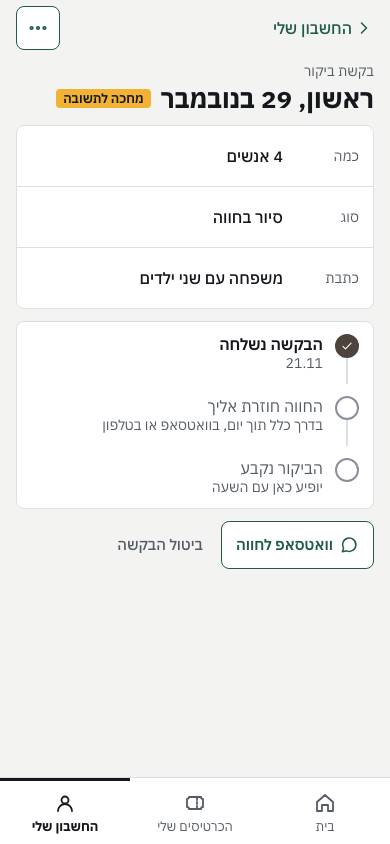 החשבון שלי
בקשת ביקור
ראשון, 29 בנובמבר מחכה לתשובה
כמה 4 אנשים
סוג סיור בחווה
כתבת משפחה עם שני ילדים
הבקשה נשלחה
21.11
החווה חוזרת אליך
בדרך כלל תוך יום, בוואטסאפ או בטלפון
הביקור נקבע
יופיע כאן עם השעה
וואטסאפ לחווה ביטול הבקשה
בית הכרטיסים שלי החשבון שלי